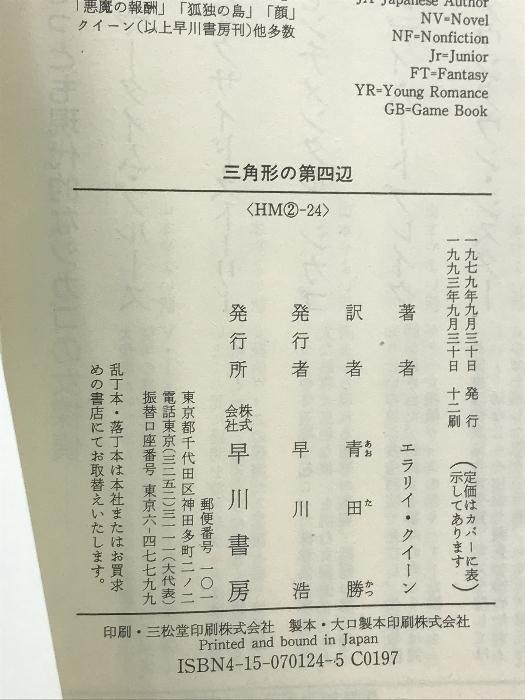 「悪魔の報酬」「狐独の島」「顔」
クイーン(以上早川書房刊)他多数
JA=Japanese Author
NV=Novel
NF=Nonfiction
Jr=Junior
FT=Fantasy
YR=Young Romance
GB=Game Book
三角形の第四辺
〈HM②-24〉
一九七九年九月三十日 発行
一九九三年九月三十日 十二刷
(定価はカバーに表
示してあります)
著者 エラリイ・クイーン
訳者 青田勝
あおたかつ
発行者 早川浩
発行所 株式会社 早川書房
郵便番号 一〇一
東京都千代田区神田多町二ノ二
電話東京(三二五二)三一一一(大代表)
振替口座番号 東京六-四七七九九
乱丁本・落丁本は本社またはお買求
めの書店にてお取替えいたします。
印刷・三松堂印刷株式会社 製本・大口製本印刷株式会社
Printed and bound in Japan
ISBN4-15-070124-5 C0197